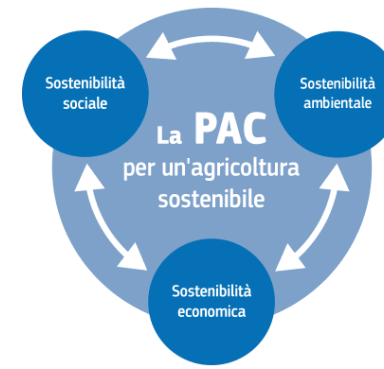 Sostenibilità
sociale
Sostenibilità
ambientale
La PAC
per un'agricoltura
sostenibile
Sostenibilità
economica